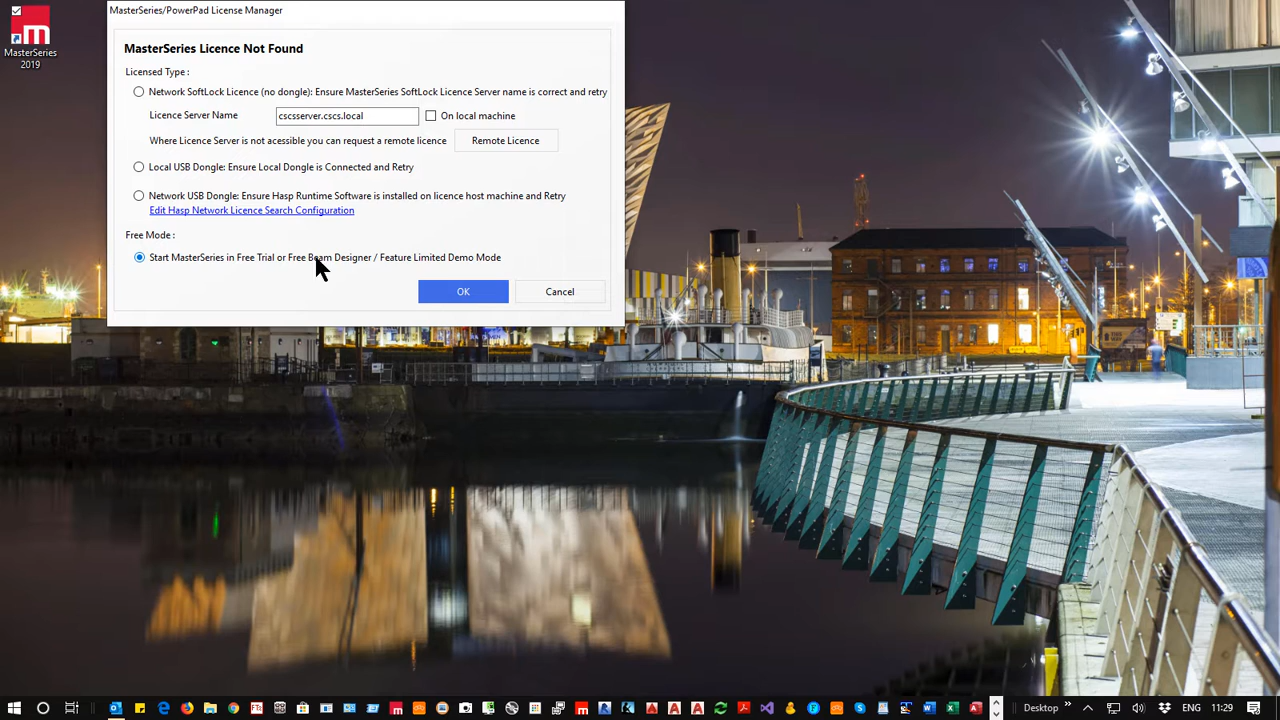 MasterSeries/PowerPad License Manager
MasterSeries Licence Not Found
Licensed Type :
Network SoftLock Licence (no dongle): Ensure MasterSeries SoftLock Licence Server name is correct and retry
Licence Server Name
cscsserver.cscs.local
On local machine
Where Licence Server is not acessible you can request a remote licence
Remote Licence
Local USB Dongle: Ensure Local Dongle is Connected and Retry
Network USB Dongle: Ensure Hasp Runtime Software is installed on licence host machine and Retry
Edit Hasp Network Licence Search Configuration
Free Mode :
Start MasterSeries in Free Trial or Free Beam Designer / Feature Limited Demo Mode
OK
Cancel
MasterSeries
2019
Desktop
ENG
11:29